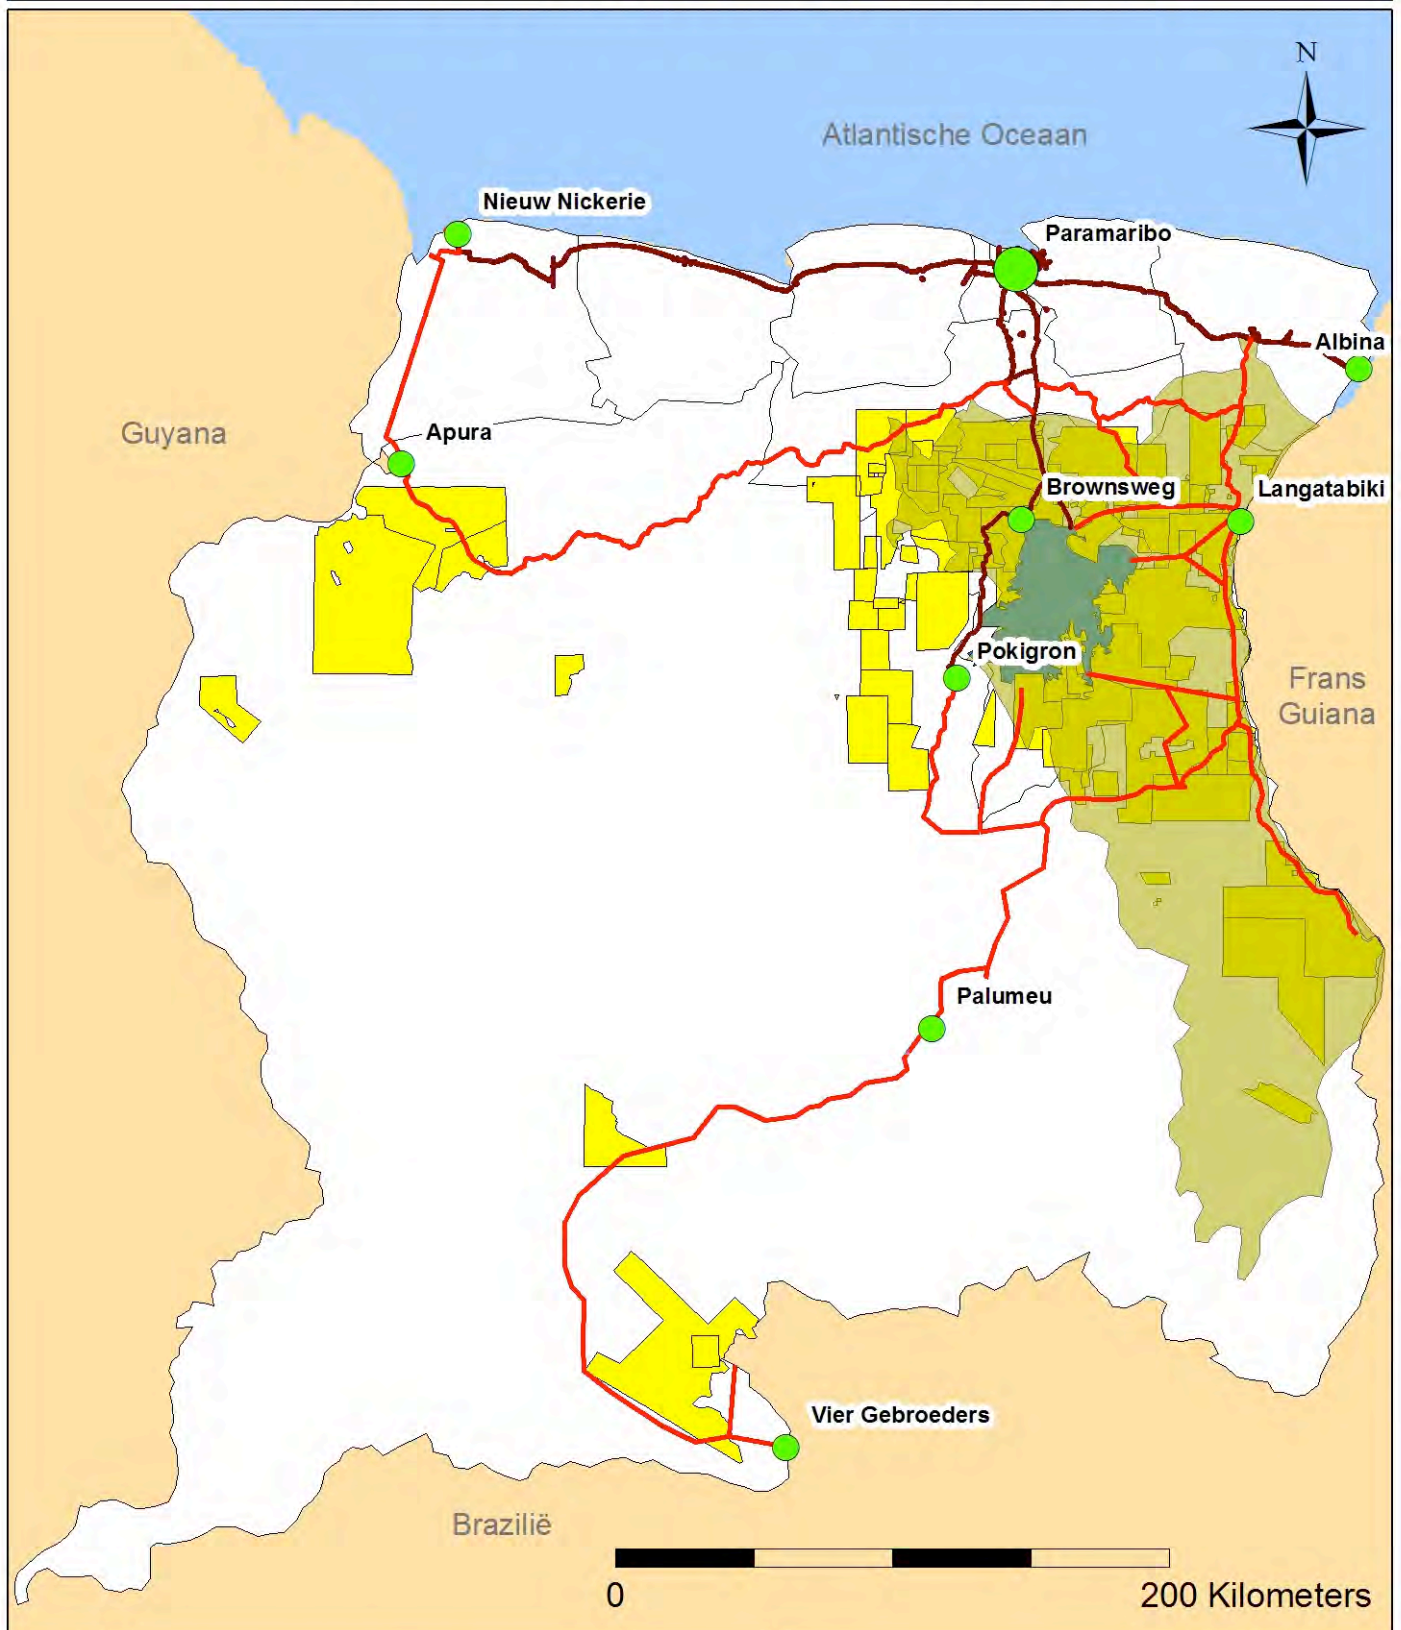 N
Atlantische Oceaan
Nieuw Nickerie
Paramaribo
Albina
Guyana
Apura
Brownsweg
Langatabiki
Pokigron
Frans
Guiana
Palumeu
Vier Gebroeders
Brazilië
0
200 Kilometers